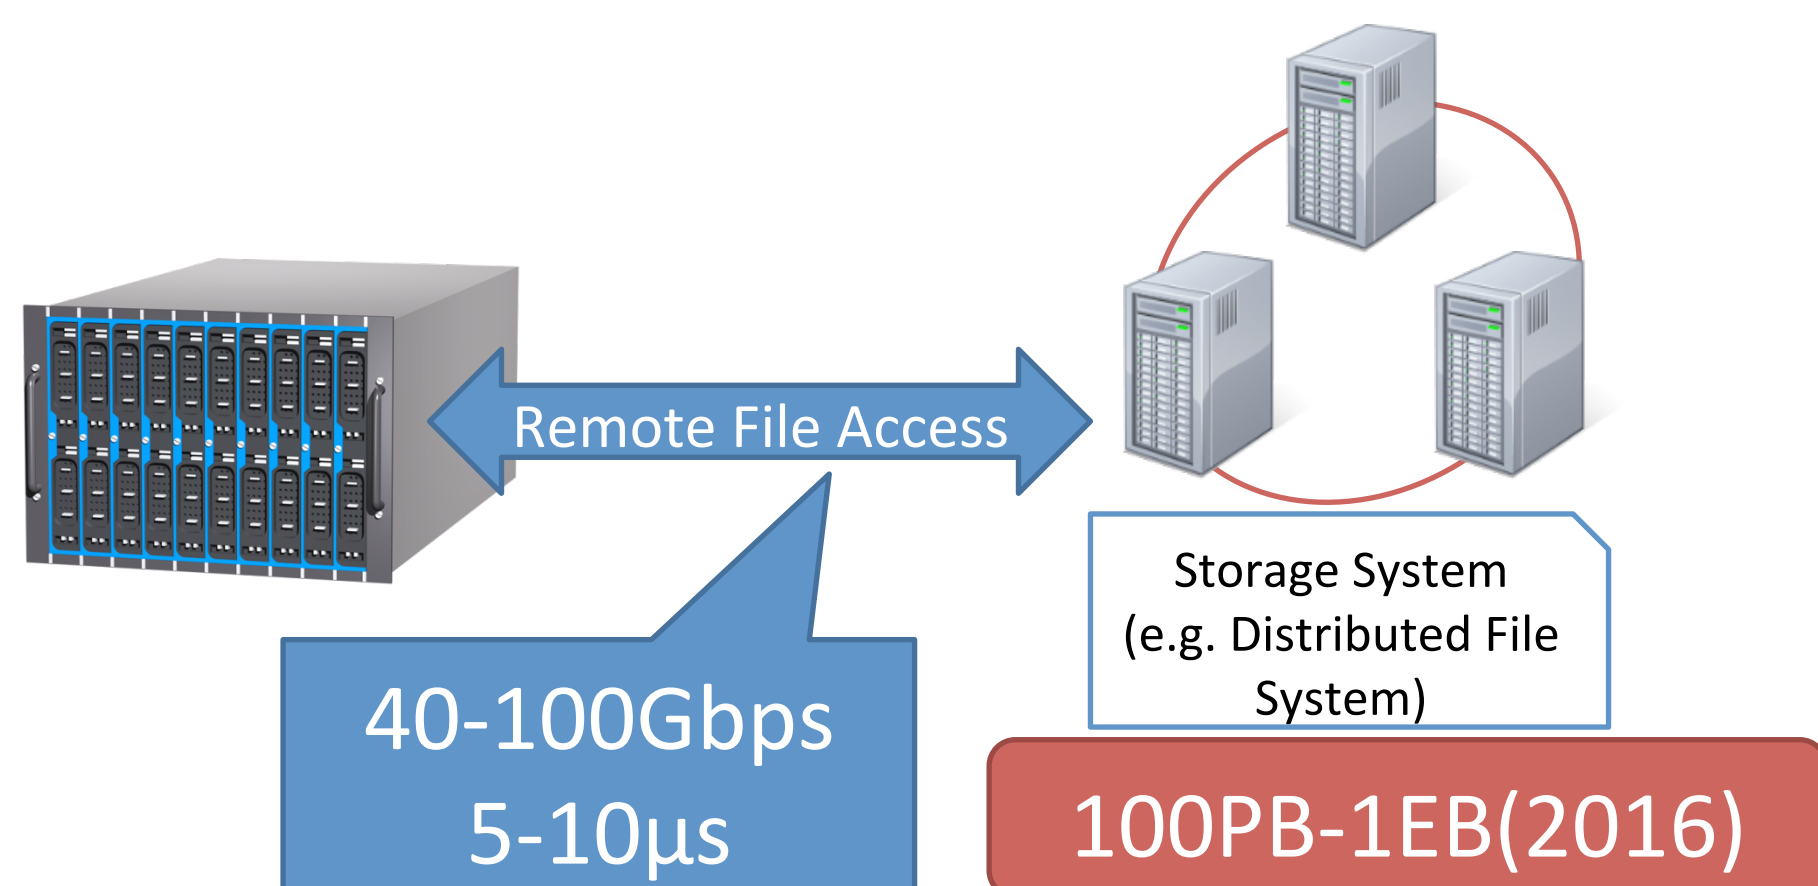 Remote File Access
Storage System
(e.g. Distributed File
System)
40-100Gbps
5-10μs
100PB-1EB(2016)